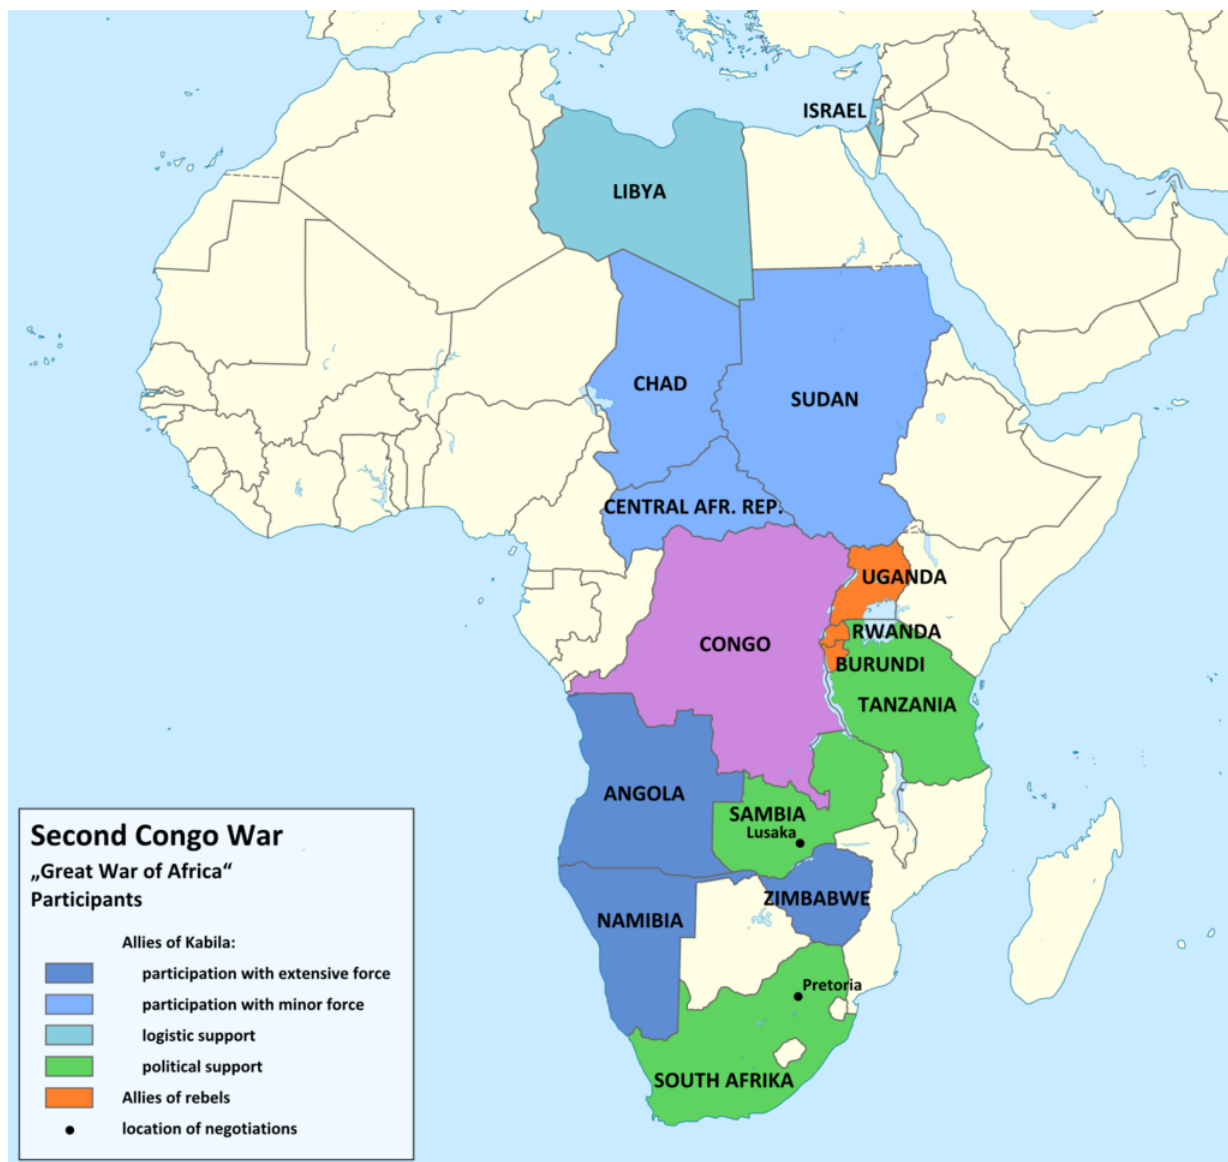 ISRAEL
LIBYA
CHAD
SUDAN
CENTRAL AFR. REP.
UGANDA
RWANDA
CONGO
BURUNDI
TANZANIA
ANGOLA
SAMBIA
Lusaka
ZIMBABWE
NAMIBIA
Pretoria
SOUTH AFRIKA
Second Congo War
„Great War of Africa“
Participants
Allies of Kabila:
participation with extensive force
participation with minor force
logistic support
political support
Allies of rebels
location of negotiations